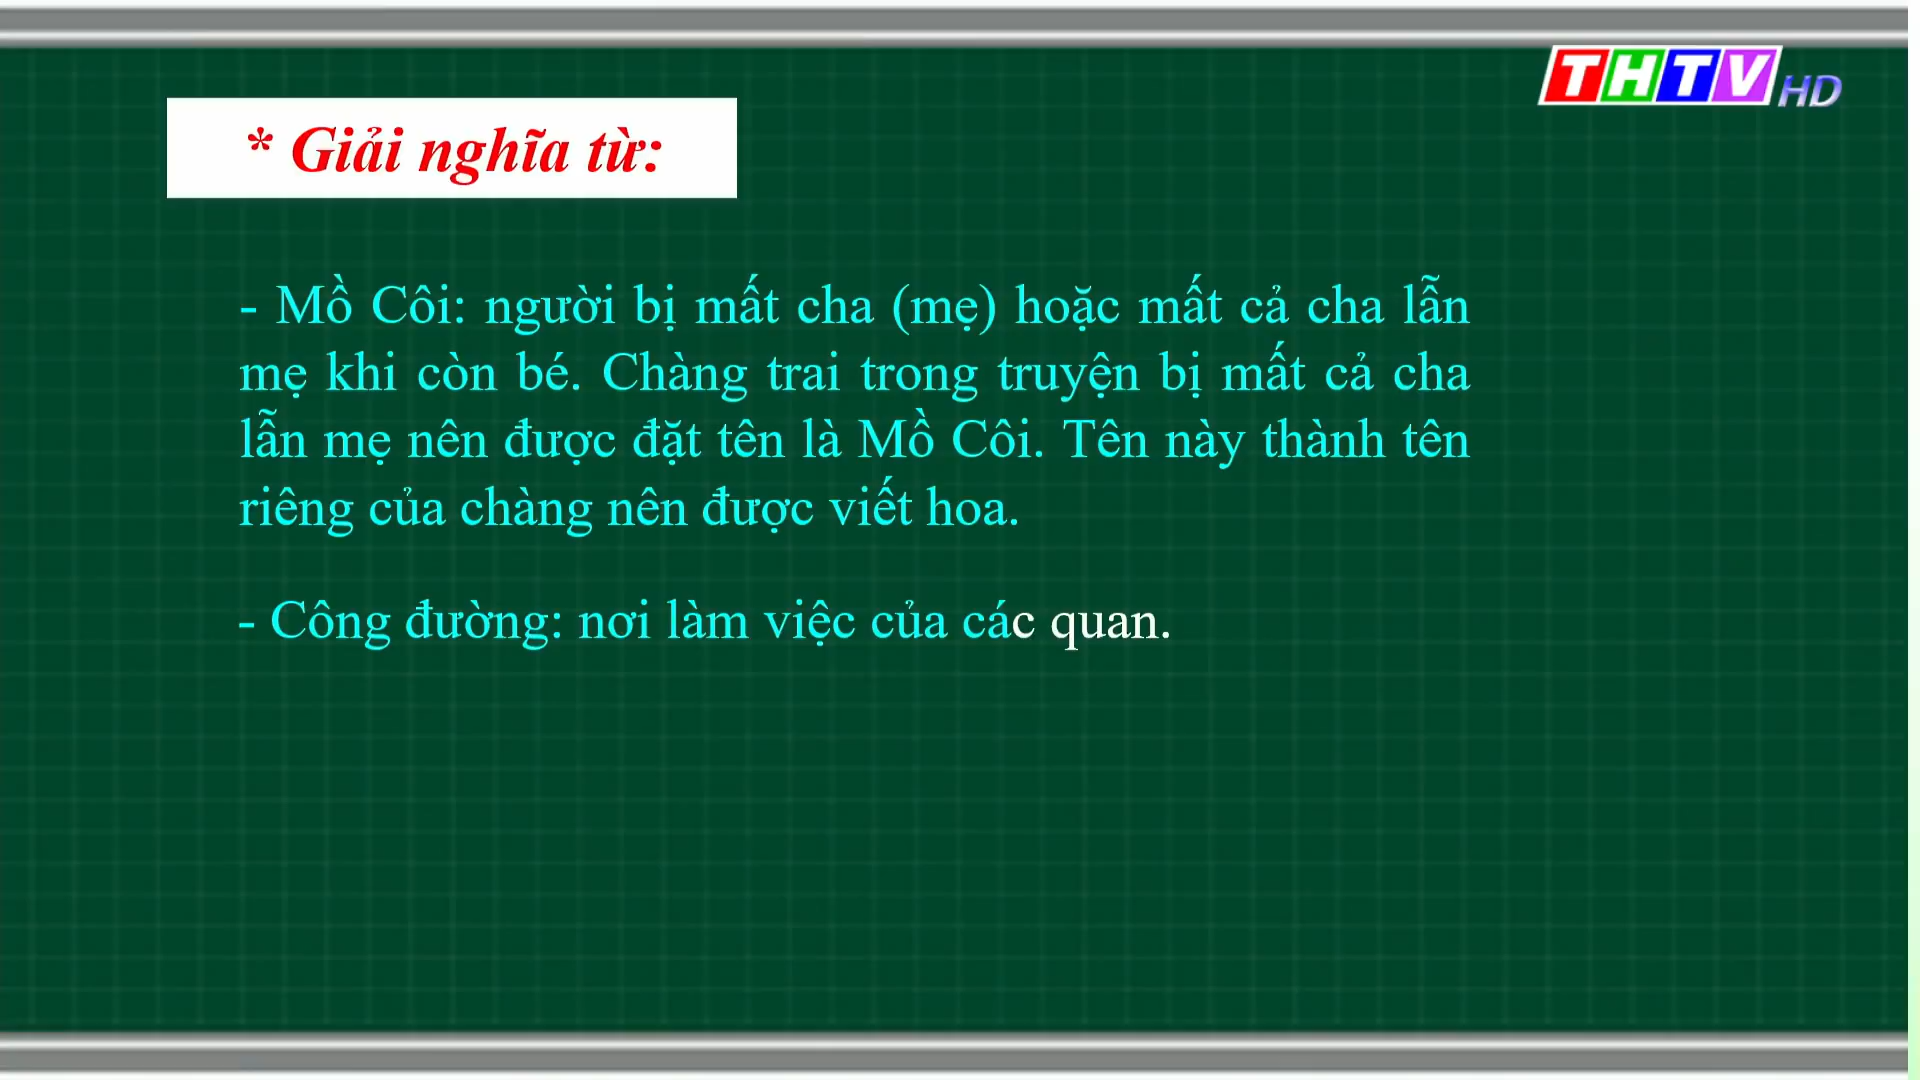 THTV HD
* Giải nghĩa từ:
- Mồ Côi: người bị mất cha (mẹ) hoặc mất cả cha lẫn
mẹ khi còn bé. Chàng trai trong truyện bị mất cả cha
lẫn mẹ nên được đặt tên là Mồ Côi. Tên này thành tên
riêng của chàng nên được viết hoa.
- Công đường: nơi làm việc của các quan.